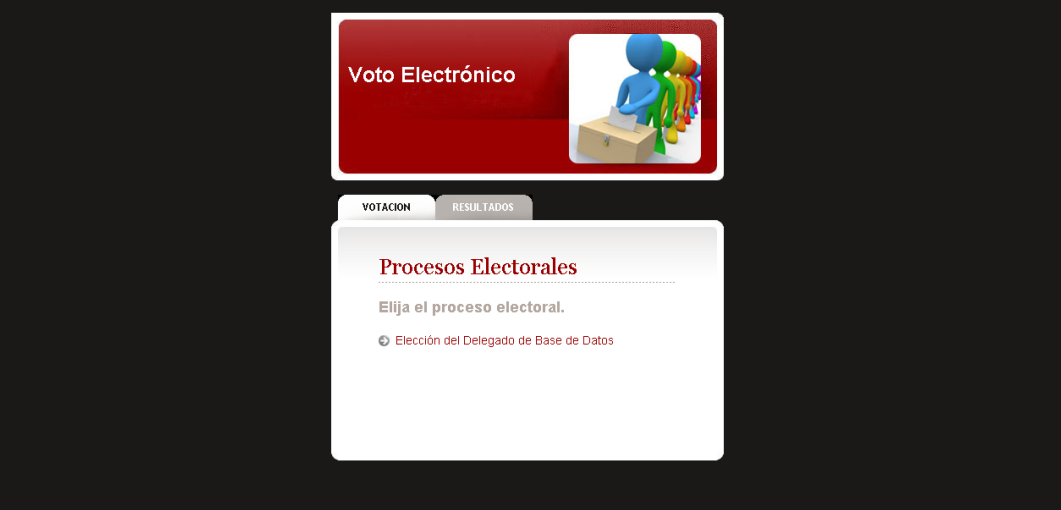 Voto Electrónico
VOTACION
RESULTADOS
Procesos Electorales
Elija el proceso electoral.
Elección del Delegado de Base de Datos